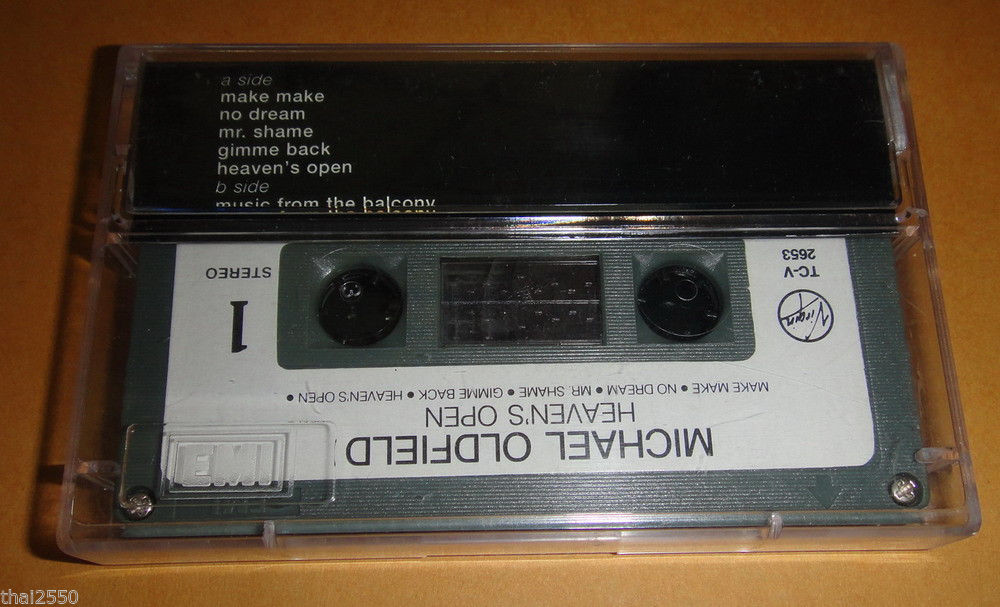 a side
make make
no dream
mr. shame
gimme back
heaven's open
b side
music from the balcony
MICHAEL OLDFIELD
HEAVEN'S OPEN
MAKE MAKE • NO DREAM • MR. SHAME • GIMME BACK • HEAVEN'S OPEN •
1
STEREO
Virgin
TC-V
2653
EMI
thai2550